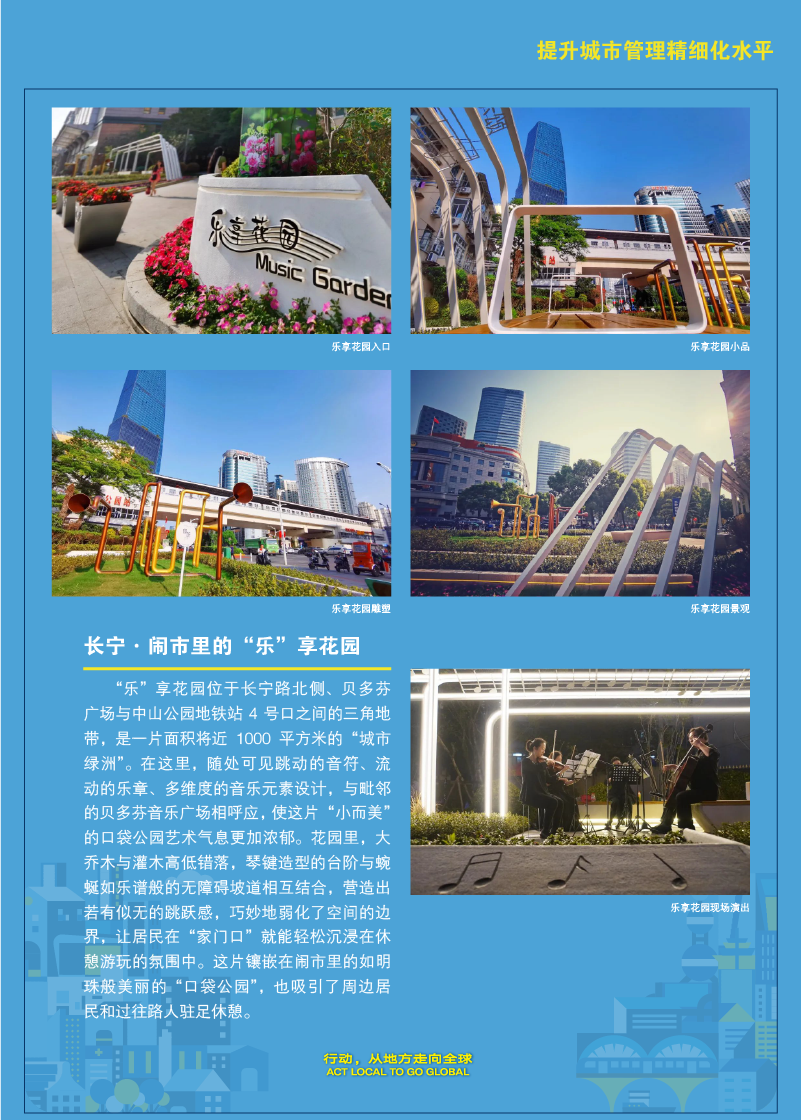 提升城市管理精细化水平
乐享花园
Music Garden
乐享花园入口
乐享花园小品
乐享花园雕塑
乐享花园景观
长宁·闹市里的“乐”享花园
“乐”享花园位于长宁路北侧、贝多芬
广场与中山公园地铁站 4 号口之间的三角地
带，是一片面积将近 1000 平方米的“城市
绿洲”。在这里，随处可见跳动的音符、流
动的乐章、多维度的音乐元素设计，与毗邻
的贝多芬音乐广场相呼应，使这片“小而美”
的口袋公园艺术气息更加浓郁。花园里，大
乔木与灌木高低错落，琴键造型的台阶与蜿
蜒如乐谱般的无障碍坡道相互结合，营造出
若有似无的跳跃感，巧妙地弱化了空间的边
界，让居民在“家门口”就能轻松沉浸在休
憩游玩的氛围中。这片镶嵌在闹市里的如明
珠般美丽的“口袋公园”，也吸引了周边居
民和过往路人驻足休憩。
乐享花园现场演出
行动，从地方走向全球
ACT LOCAL TO GO GLOBAL